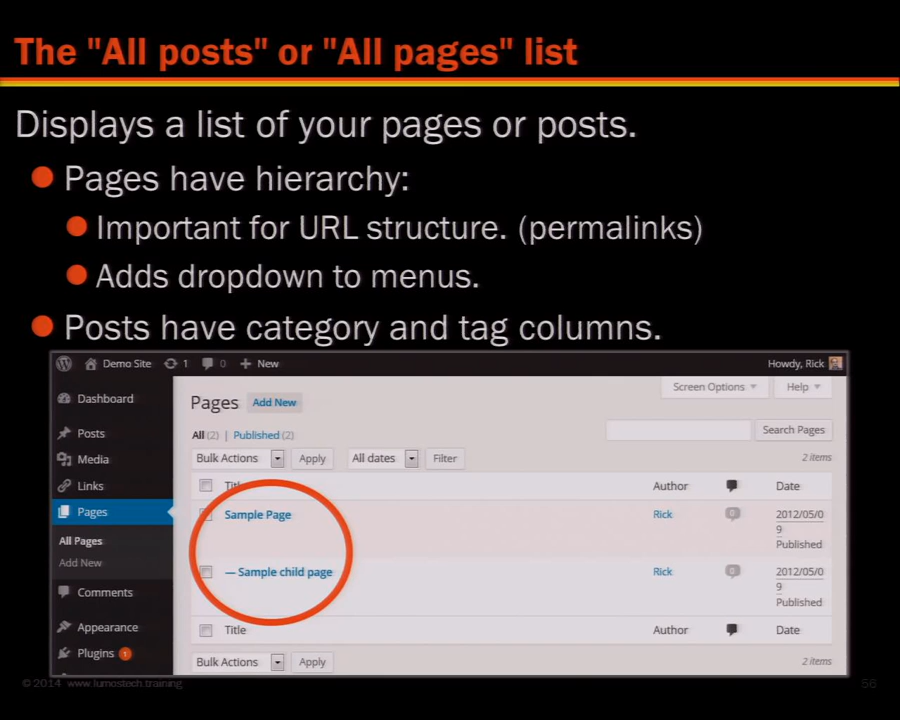 The "All posts" or "All pages" list
Displays a list of your pages or posts.
Pages have hierarchy:
Important for URL structure. (permalinks)
Adds dropdown to menus.
Posts have category and tag columns.
Demo Site 1 0 + New Howdy, Rick
Screen Options Help
Dashboard
Pages Add New
Posts
All (2) | Published (2) Search Pages
Media
Bulk Actions Apply All dates Filter 2 items
Links
Title Author Date
Pages
Sample Page Rick 0 2012/05/0
9
Published
All Pages
Add New
— Sample child page Rick 0 2012/05/0
9
Published
Comments
Appearance
Title Author Date
Plugins 1
Bulk Actions Apply 2 items
© 2014 www.lumostech.training 56